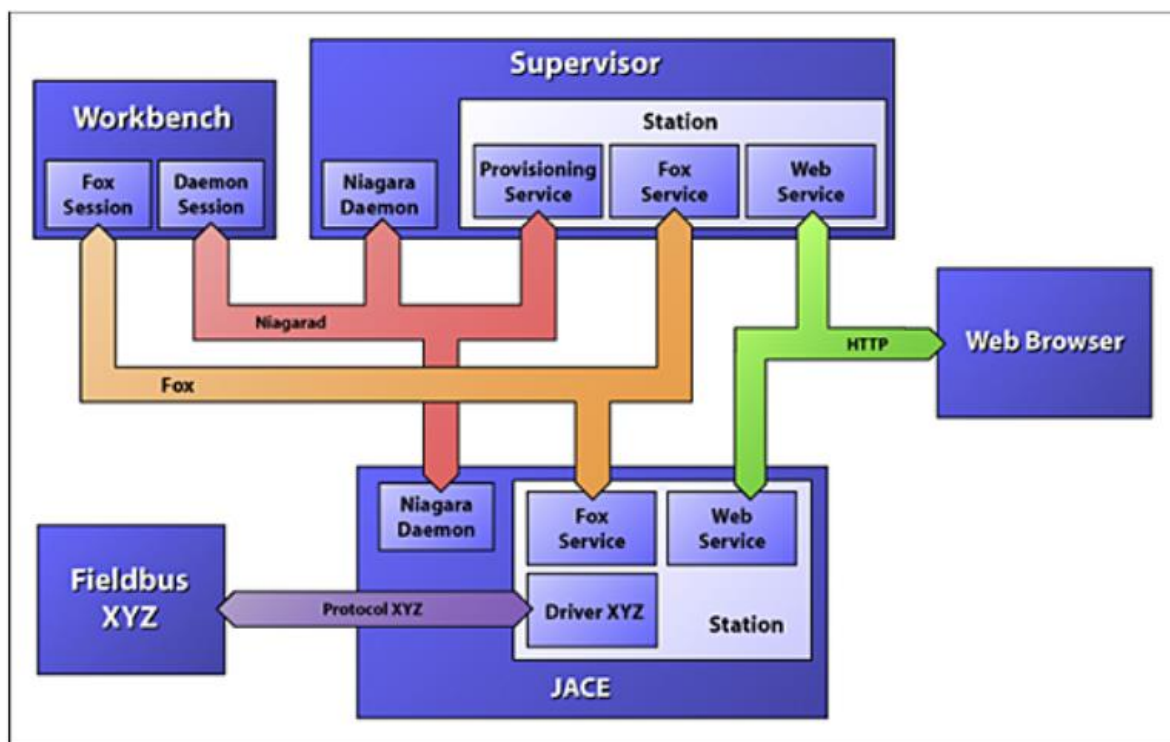 Supervisor
Workbench
Station
Fox
Session
Daemon
Session
Niagara
Daemon
Provisioning
Service
Fox
Service
Web
Service
Niagarad
HTTP
Web Browser
Fox
Niagara
Daemon
Fox
Service
Web
Service
Fieldbus
XYZ
Protocol XYZ
Driver XYZ
Station
JACE